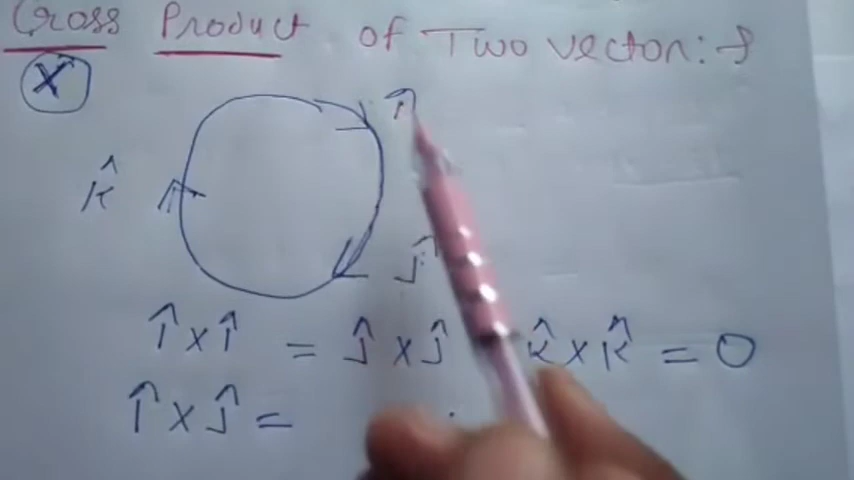 Cross Product of Two vector:-
X
î
k̂
ĵ
î x î = ĵ x ĵ k̂ x k̂ = 0
î x ĵ =